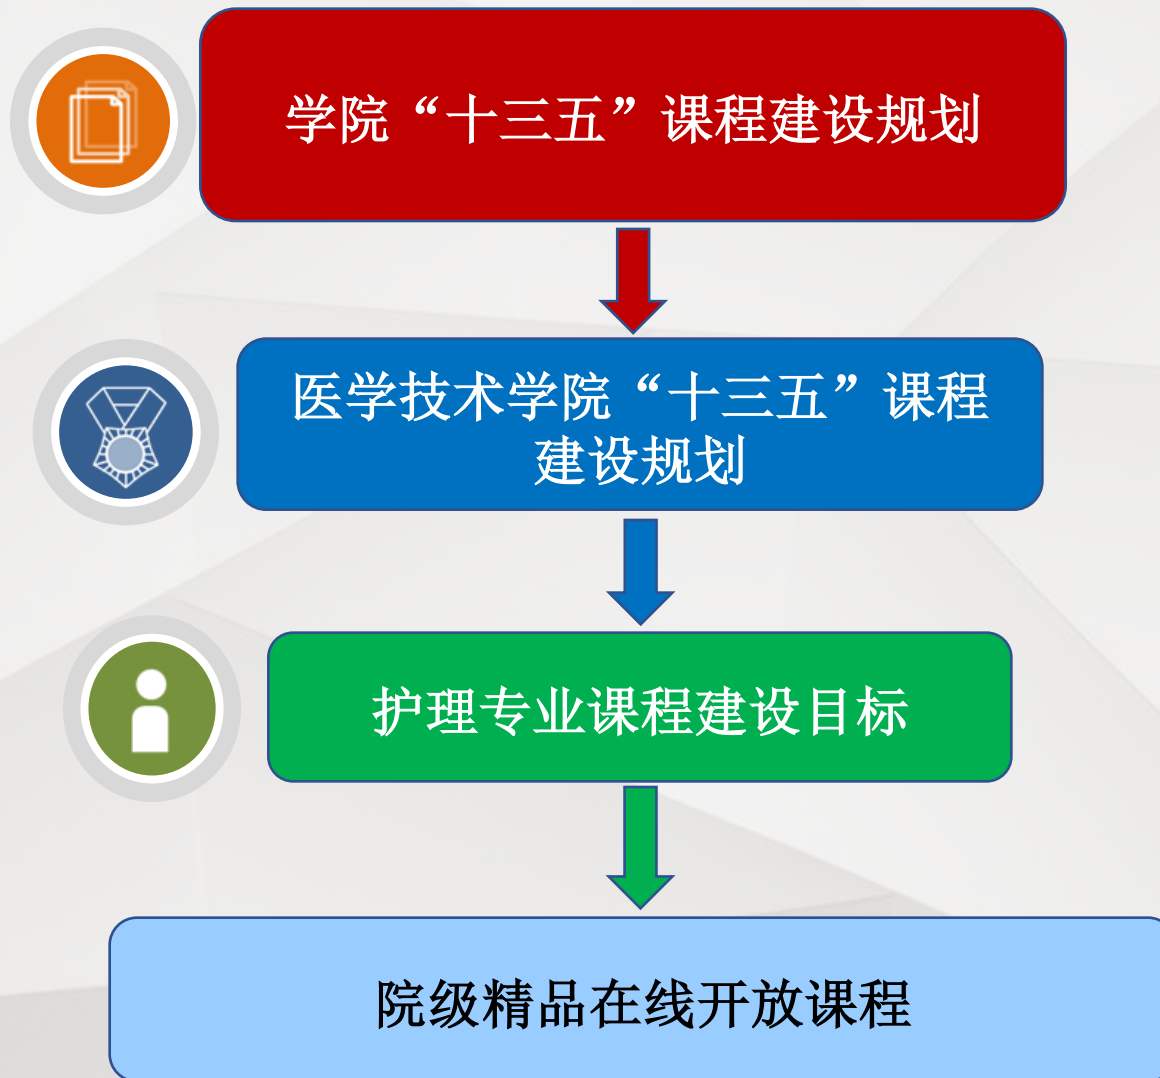 学院“十三五”课程建设规划
医学技术学院“十三五”课程
建设规划
护理专业课程建设目标
院级精品在线开放课程